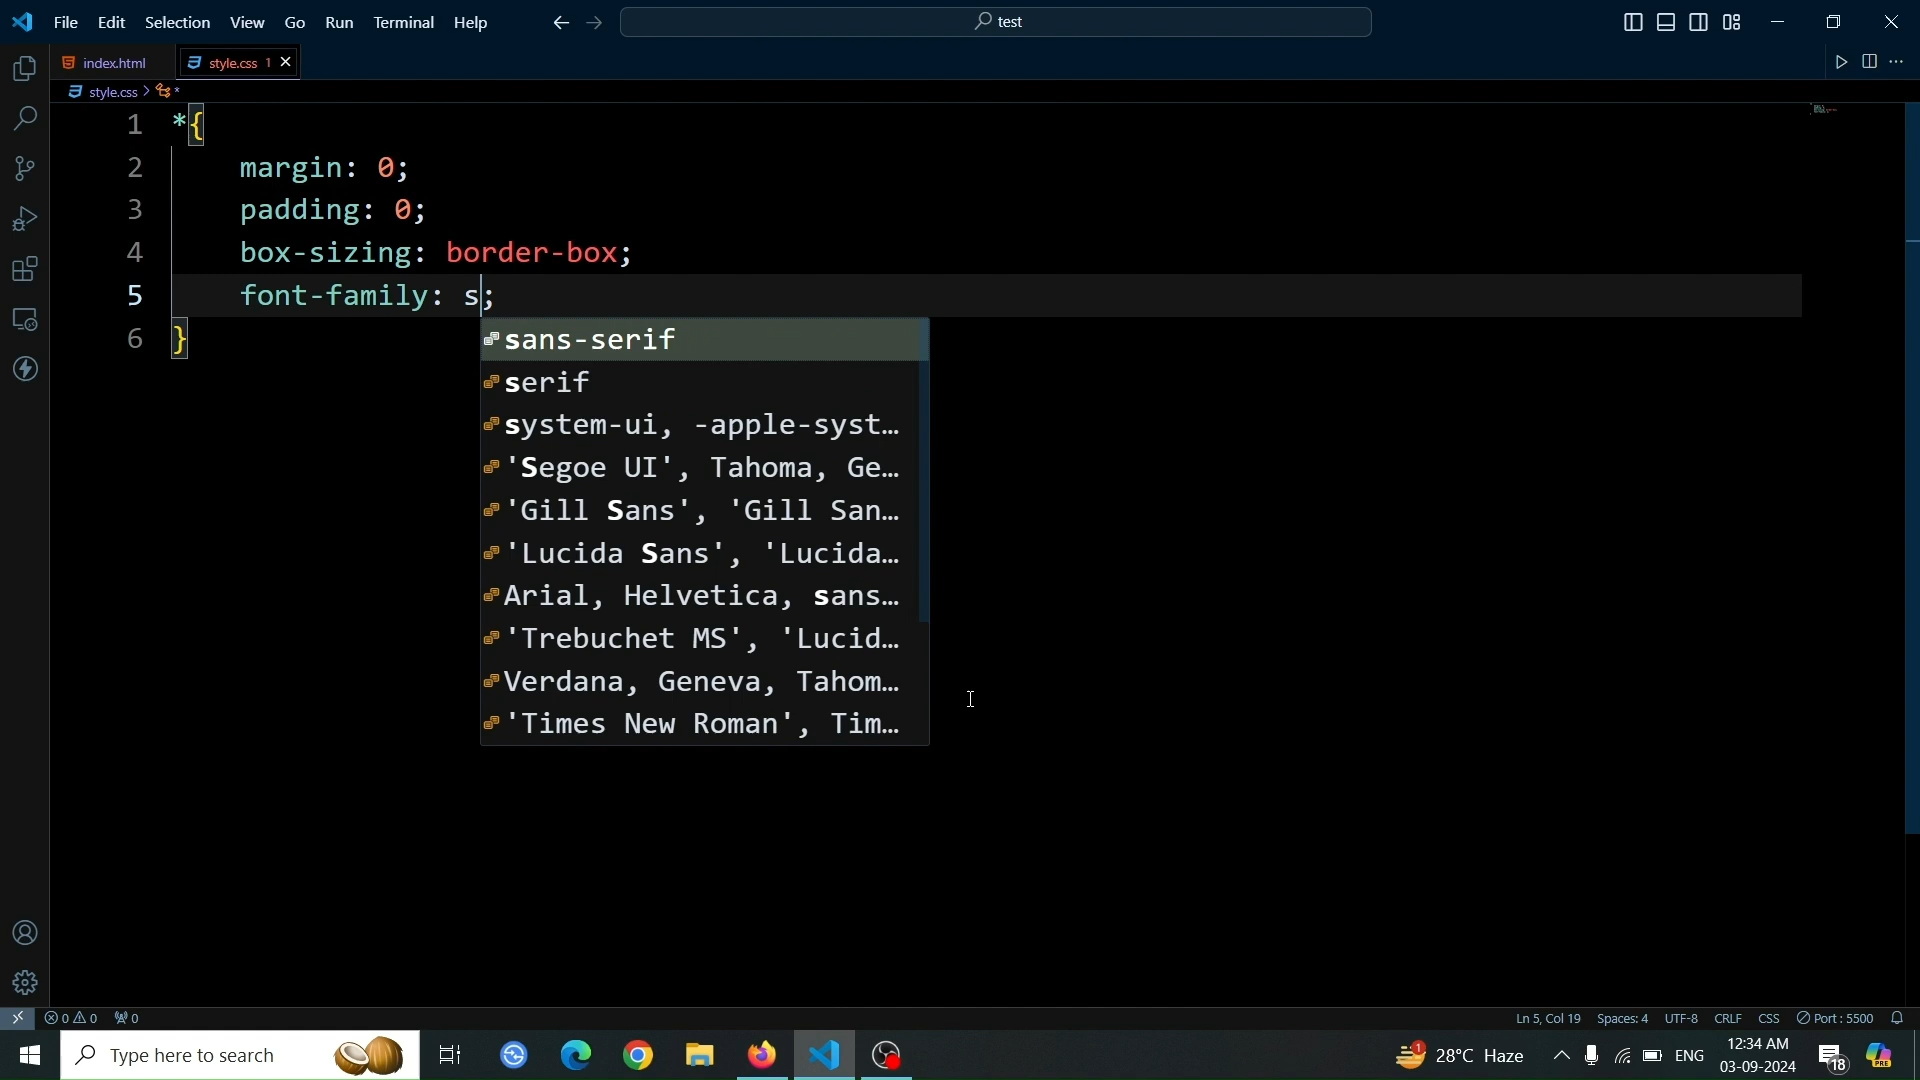 File Edit Selection View Go Run Terminal Help
test
index.html
style.css 1
style.css > *
1 *{
2 margin: 0;
3 padding: 0;
4 box-sizing: border-box;
5 font-family: s;
6 }
sans-serif
serif
system-ui, -apple-syst…
'Segoe UI', Tahoma, Ge…
'Gill Sans', 'Gill San…
'Lucida Sans', 'Lucida…
Arial, Helvetica, sans…
'Trebuchet MS', 'Lucid…
Verdana, Geneva, Tahom…
'Times New Roman', Tim…
0 0 0
Ln 5, Col 19 Spaces: 4 UTF-8 CRLF CSS Port : 5500
Type here to search
1
28°C Haze
ENG
12:34 AM
03-09-2024
18
PRE